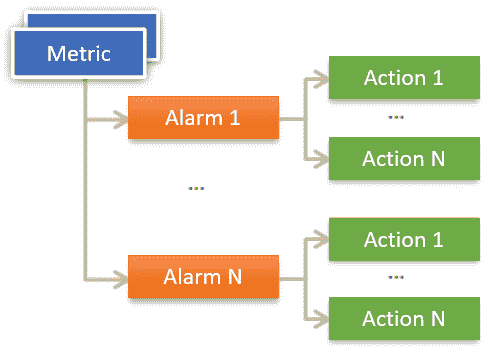 Metric
Alarm 1
Action 1
...
Action N
...
Alarm N
Action 1
...
Action N